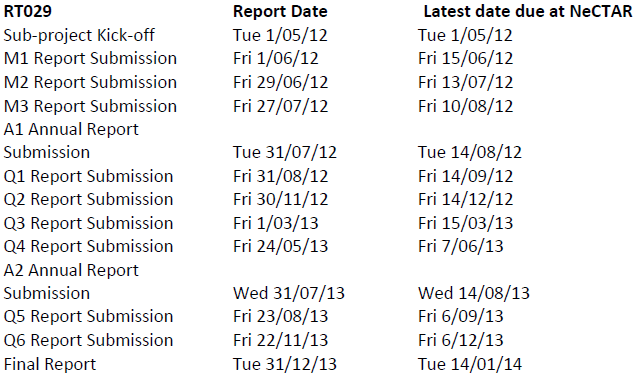 RT029 Report Date Latest date due at NeCTAR
Sub-project Kick-off Tue 1/05/12 Tue 1/05/12
M1 Report Submission Fri 1/06/12 Fri 15/06/12
M2 Report Submission Fri 29/06/12 Fri 13/07/12
M3 Report Submission Fri 27/07/12 Fri 10/08/12
A1 Annual Report
Submission Tue 31/07/12 Tue 14/08/12
Q1 Report Submission Fri 31/08/12 Fri 14/09/12
Q2 Report Submission Fri 30/11/12 Fri 14/12/12
Q3 Report Submission Fri 1/03/13 Fri 15/03/13
Q4 Report Submission Fri 24/05/13 Fri 7/06/13
A2 Annual Report
Submission Wed 31/07/13 Wed 14/08/13
Q5 Report Submission Fri 23/08/13 Fri 6/09/13
Q6 Report Submission Fri 22/11/13 Fri 6/12/13
Final Report Tue 31/12/13 Tue 14/01/14